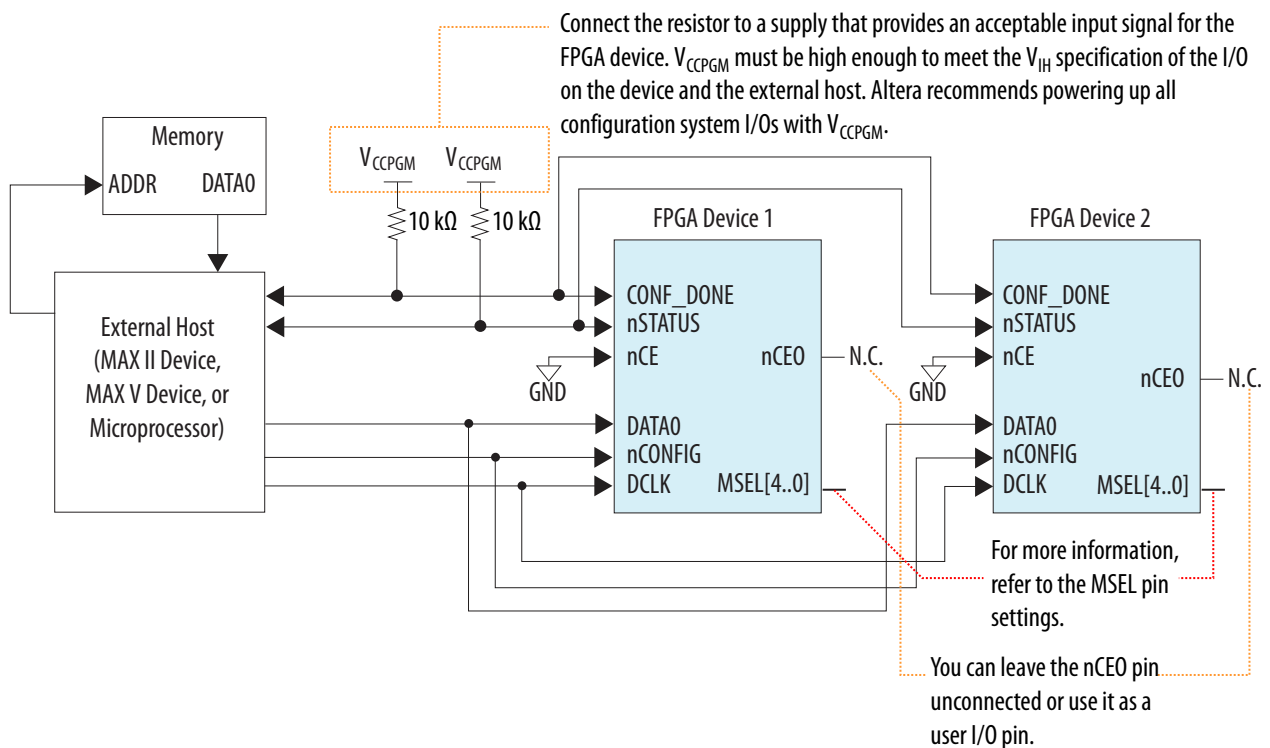 Connect the resistor to a supply that provides an acceptable input signal for the
FPGA device. VCCPGM must be high enough to meet the VIH specification of the I/O
on the device and the external host. Altera recommends powering up all
configuration system I/Os with VCCPGM.
Memory
ADDR DATA0
VCCPGM VCCPGM
10 kΩ 10 kΩ
External Host
(MAX II Device,
MAX V Device, or
Microprocessor)
FPGA Device 1
CONF_DONE
nSTATUS
nCE
nCEO
N.C.
GND
DATA0
nCONFIG
DCLK
MSEL[4..0]
FPGA Device 2
CONF_DONE
nSTATUS
nCE
nCEO
N.C.
GND
DATA0
nCONFIG
DCLK
MSEL[4..0]
For more information,
refer to the MSEL pin
settings.
You can leave the nCEO pin
unconnected or use it as a
user I/O pin.